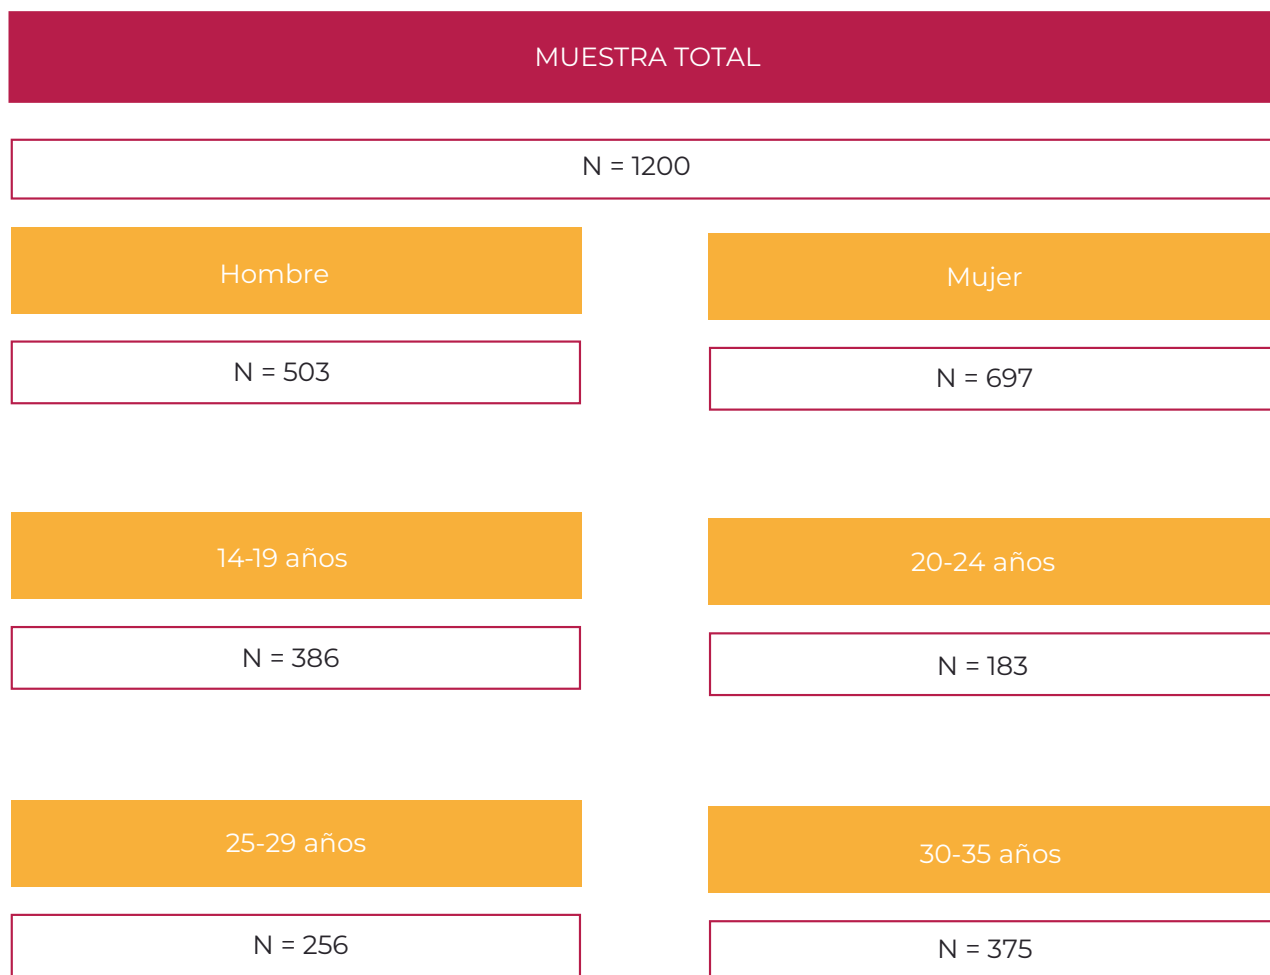 MUESTRA TOTAL
N = 1200
Hombre
Mujer
N = 503
N = 697
14-19 años
20-24 años
N = 386
N = 183
25-29 años
30-35 años
N = 256
N = 375